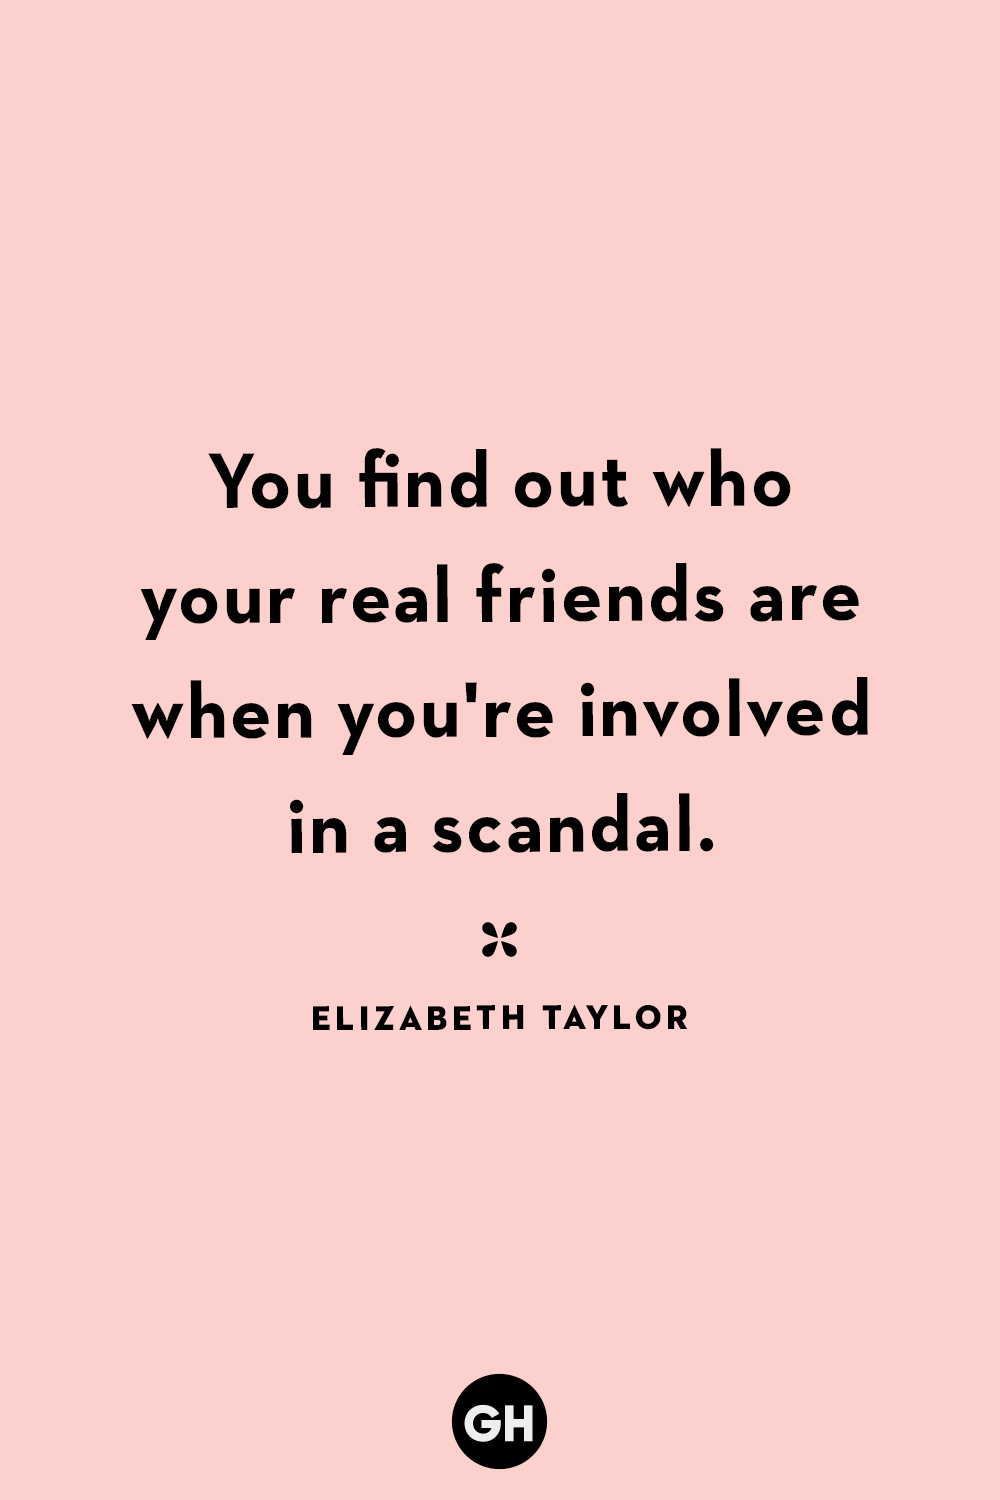 You find out who
your real friends are
when you're involved
in a scandal.
ELIZABETH TAYLOR
GH